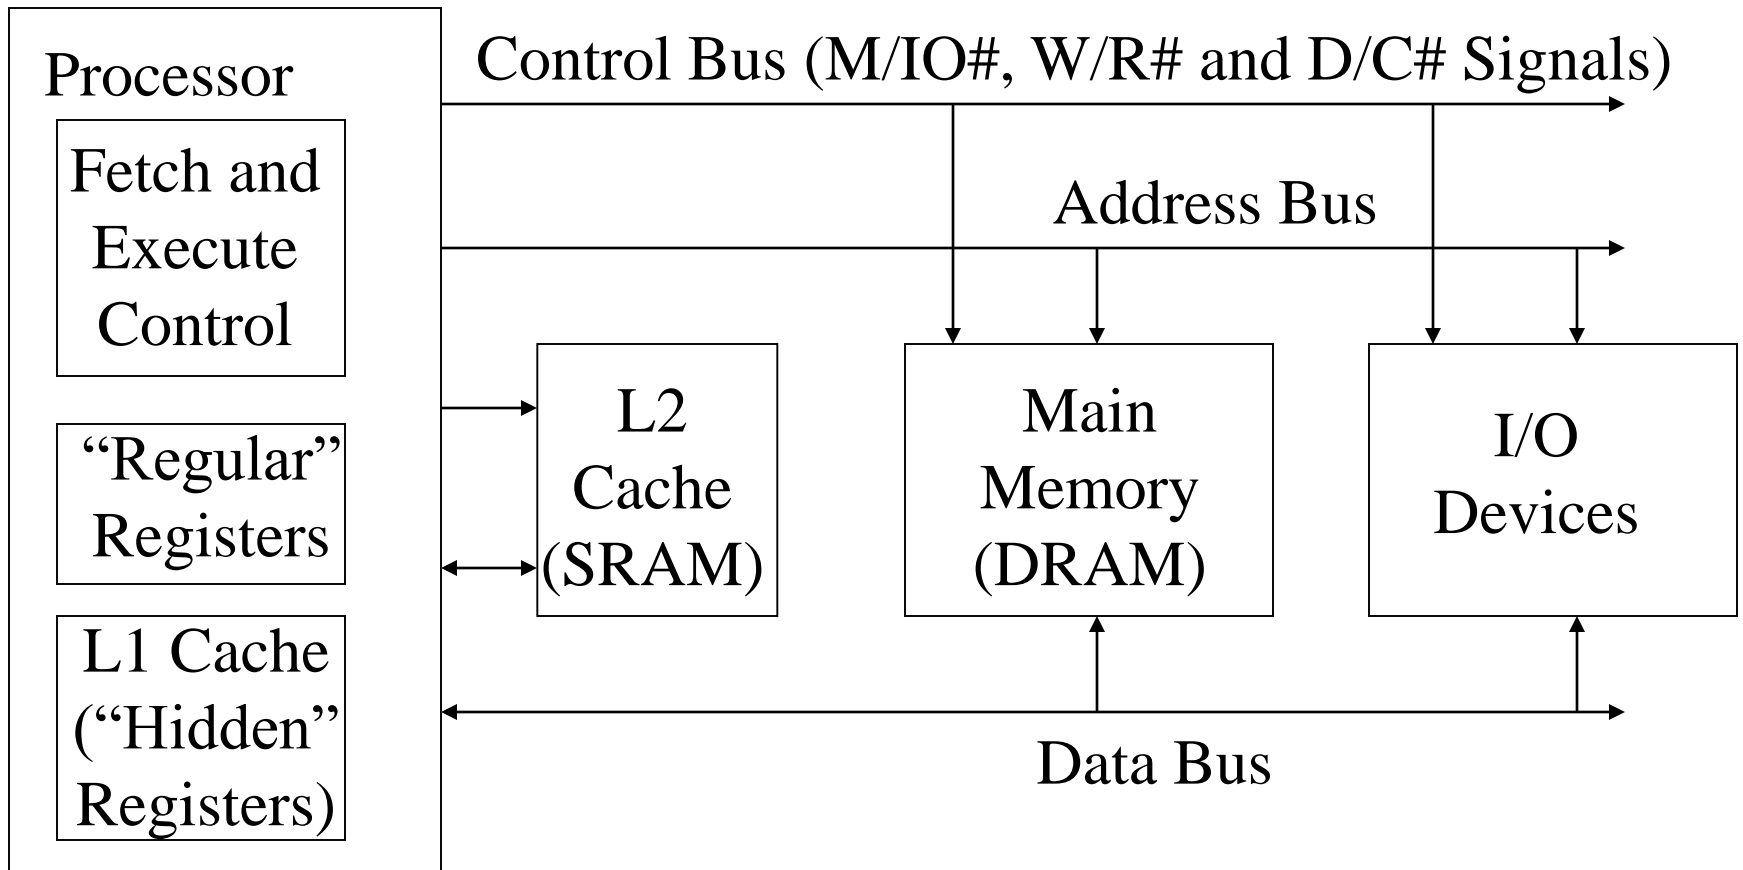 Processor
Control Bus (M/IO#, W/R# and D/C# Signals)
Fetch and
Execute
Control
Address Bus
“Regular”
Registers
L1 Cache
(“Hidden”
Registers)
L2
Cache
(SRAM)
Main
Memory
(DRAM)
I/O
Devices
Data Bus